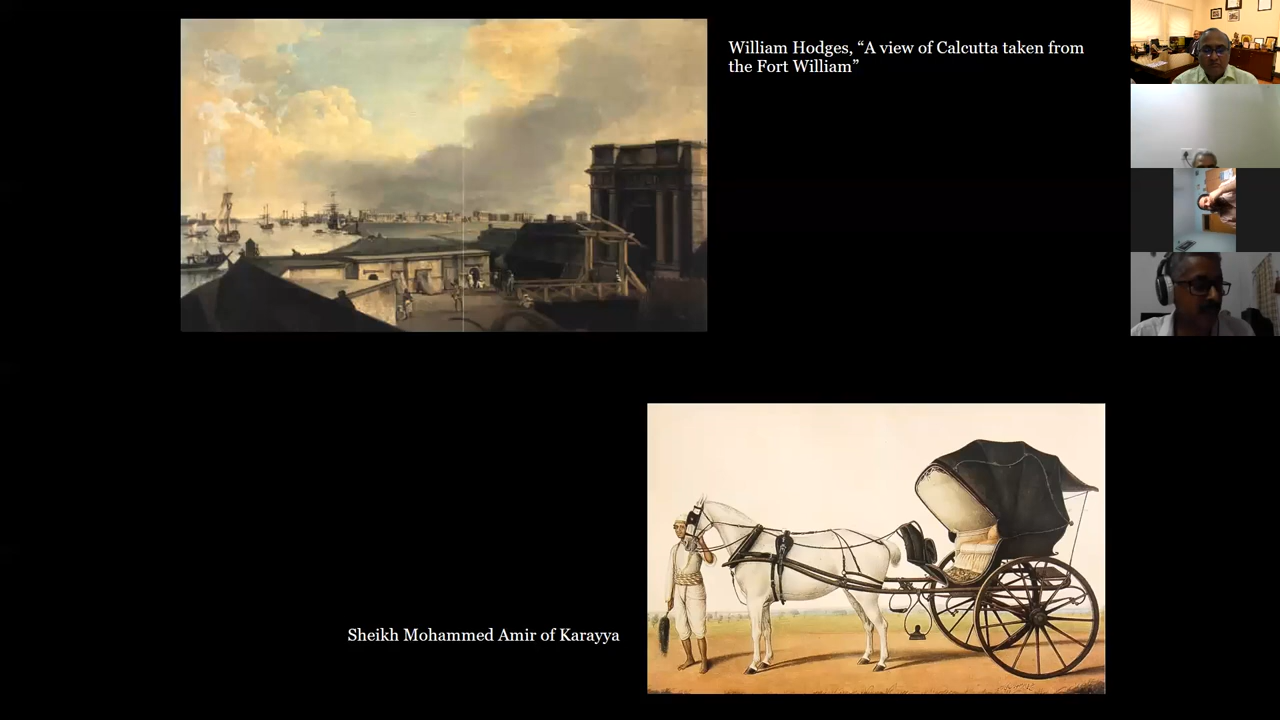 William Hodges, “A view of Calcutta taken from
the Fort William”
Sheikh Mohammed Amir of Karayya